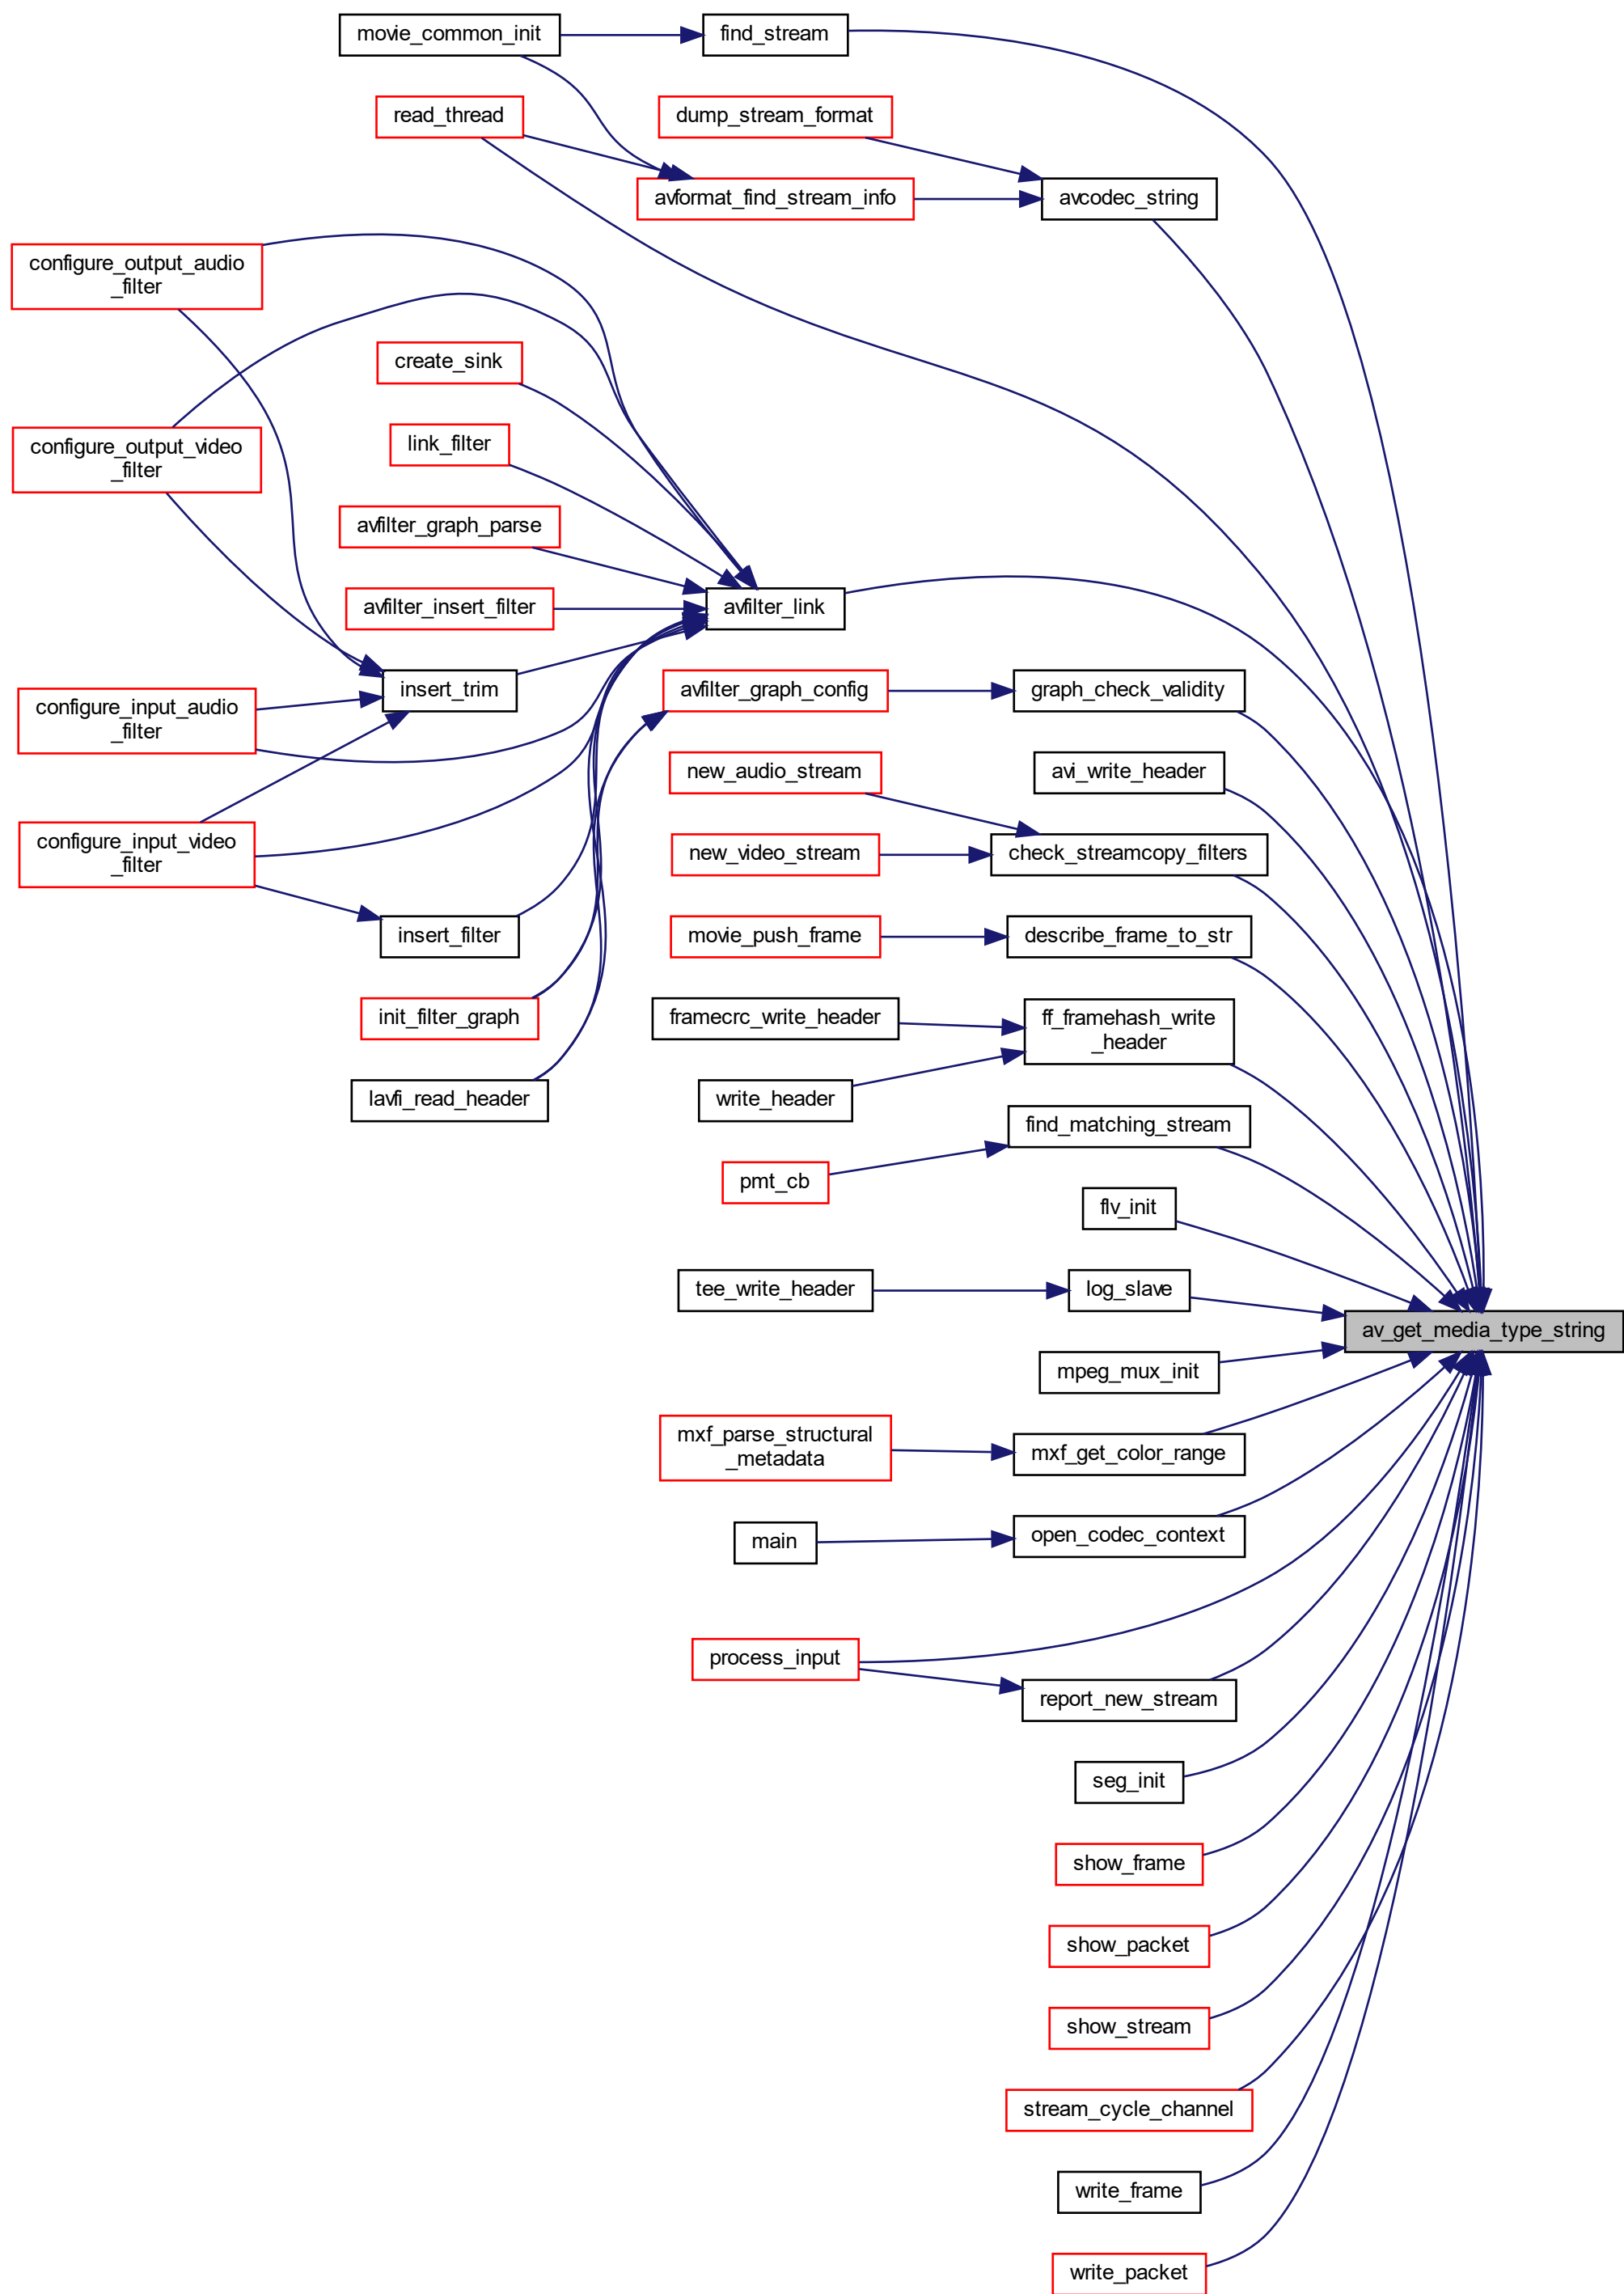 movie_common_init
find_stream
read_thread
dump_stream_format
avformat_find_stream_info
avcodec_string
configure_output_audio
_filter
create_sink
configure_output_video
_filter
link_filter
avfilter_graph_parse
avfilter_insert_filter
avfilter_link
insert_trim
avfilter_graph_config
graph_check_validity
configure_input_audio
_filter
new_audio_stream
avi_write_header
configure_input_video
_filter
new_video_stream
check_streamcopy_filters
insert_filter
movie_push_frame
describe_frame_to_str
init_filter_graph
framecrc_write_header
ff_framehash_write
_header
lavfi_read_header
write_header
find_matching_stream
pmt_cb
flv_init
tee_write_header
log_slave
av_get_media_type_string
mpeg_mux_init
mxf_parse_structural
_metadata
mxf_get_color_range
main
open_codec_context
process_input
report_new_stream
seg_init
show_frame
show_packet
show_stream
stream_cycle_channel
write_frame
write_packet